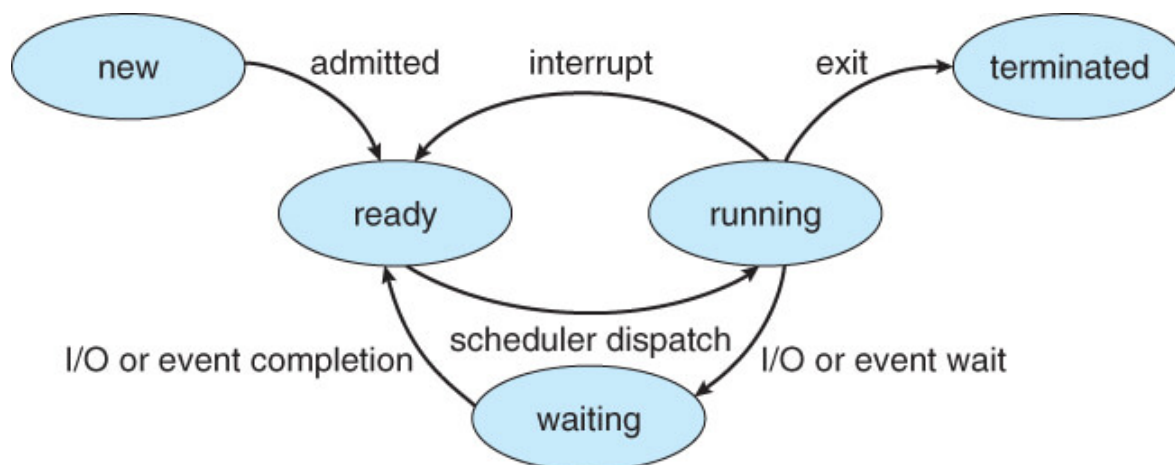 new
admitted
interrupt
exit
terminated
ready
running
scheduler dispatch
I/O or event completion
I/O or event wait
waiting